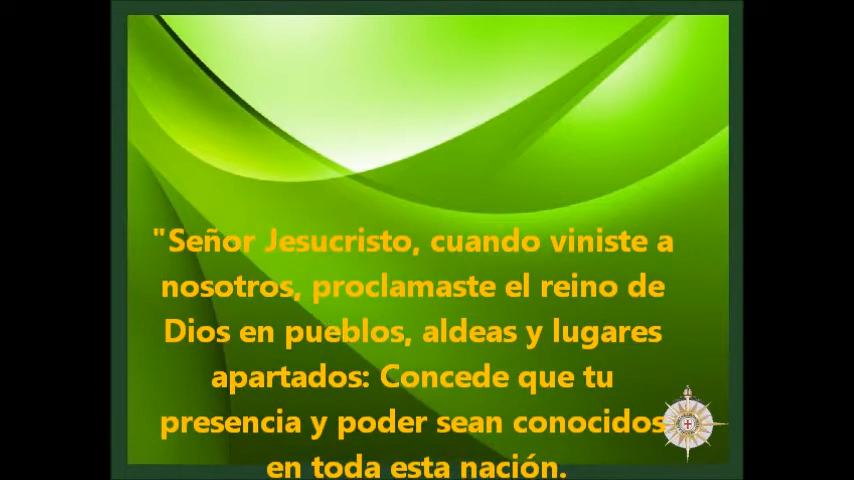 "Señor Jesucristo, cuando viniste a
nosotros, proclamaste el reino de
Dios en pueblos, aldeas y lugares
apartados: Concede que tu
presencia y poder sean conocidos
en toda esta nación.